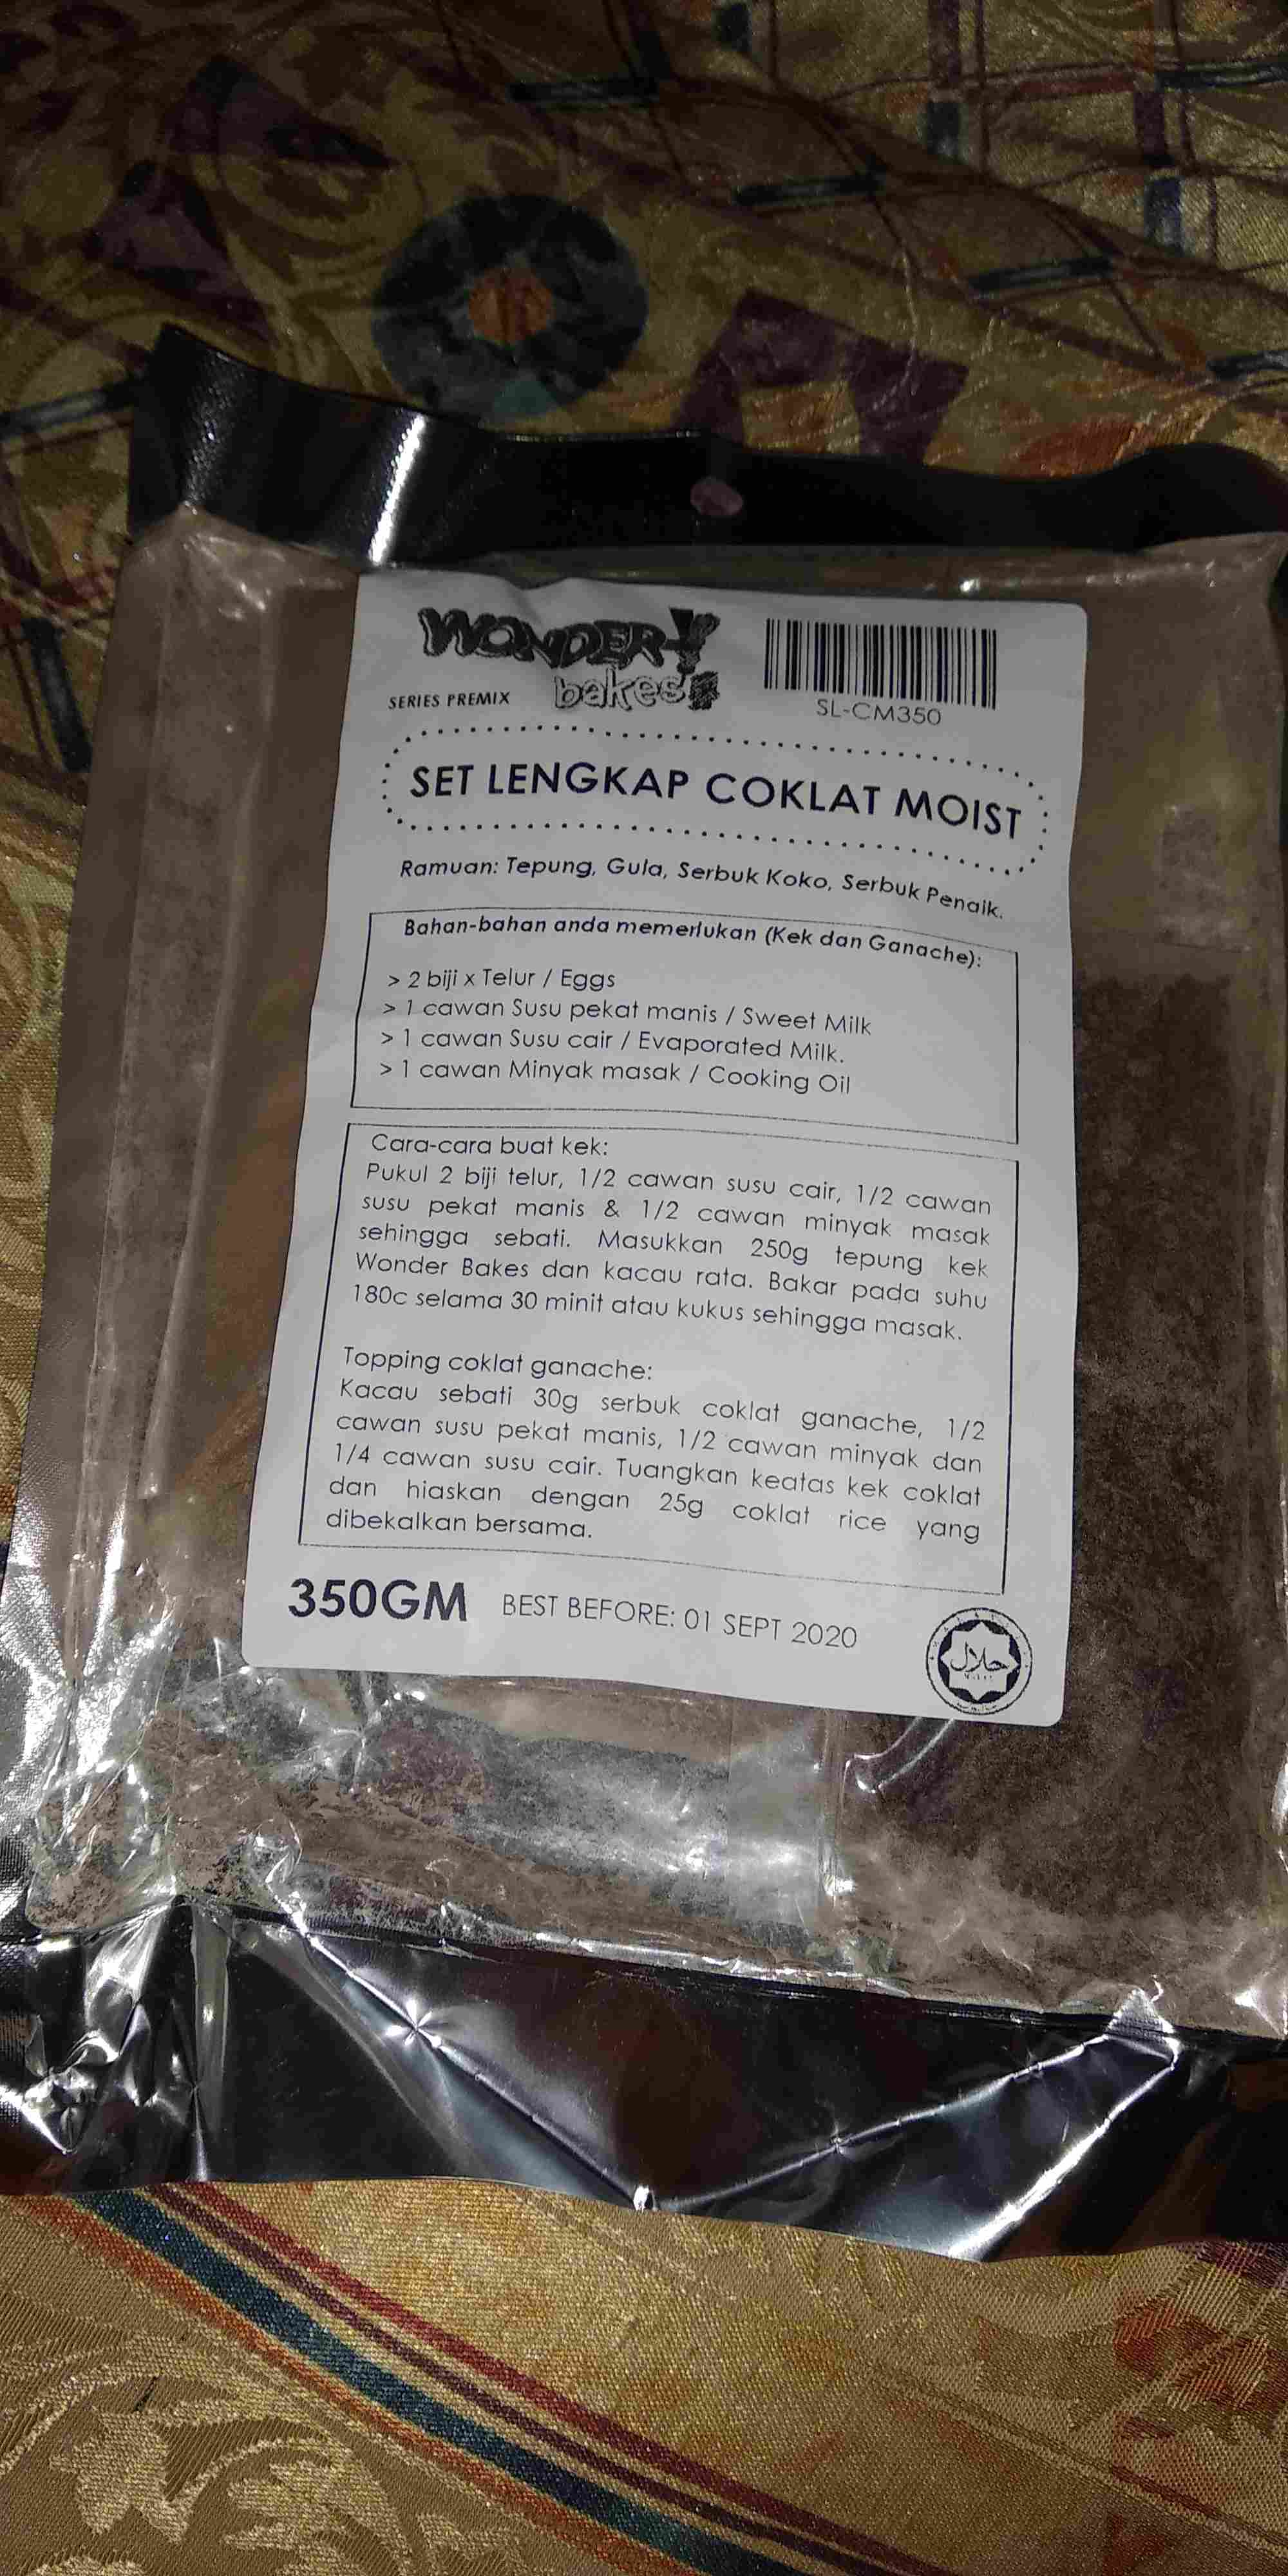 WONDER!
bakes!
SERIES PREMIX
SL-CM350
SET LENGKAP COKLAT MOIST
Ramuan: Tepung, Gula, Serbuk Koko, Serbuk Penaik.
Bahan-bahan anda memerlukan (Kek dan Ganache):
> 2 biji x Telur / Eggs
> 1 cawan Susu pekat manis / Sweet Milk
> 1 cawan Susu cair / Evaporated Milk.
> 1 cawan Minyak masak / Cooking Oil
Cara-cara buat kek:
Pukul 2 biji telur, 1/2 cawan susu cair, 1/2 cawan
susu pekat manis & 1/2 cawan minyak masak
sehingga sebati. Masukkan 250g tepung kek
Wonder Bakes dan kacau rata. Bakar pada suhu
180c selama 30 minit atau kukus sehingga masak.
Topping coklat ganache:
Kacau sebati 30g serbuk coklat ganache, 1/2
cawan susu pekat manis, 1/2 cawan minyak dan
1/4 cawan susu cair. Tuangkan keatas kek coklat
dan hiaskan dengan 25g coklat rice yang
dibekalkan bersama.
350GM BEST BEFORE: 01 SEPT 2020
حلال